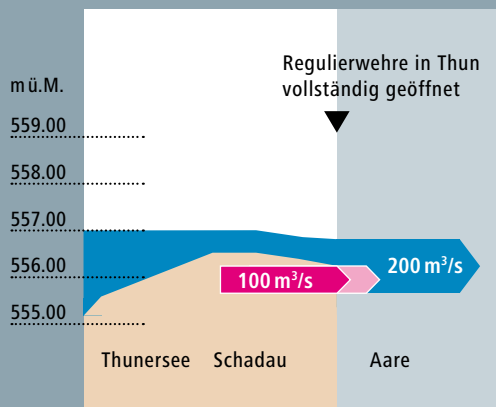 Regulierwehre in Thun
vollständig geöffnet
m ü.M.
559.00
558.00
557.00
556.00
555.00
100 m³/s
200 m³/s
Thunersee
Schadau
Aare